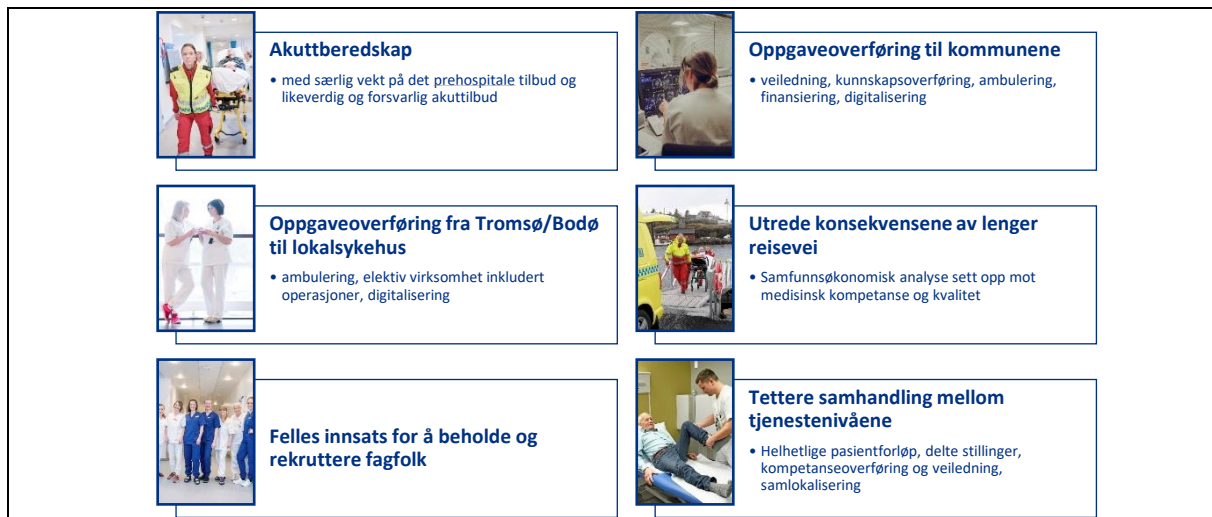 Akuttberedskap
• med særlig vekt på det prehospitale tilbud og
likeverdig og forsvarlig akuttilbud
Oppgaveoverføring til kommunene
• veiledning, kunnskapsoverføring, ambulering,
finansiering, digitalisering
Oppgaveoverføring fra Tromsø/Bodø
til lokalsykehus
• ambulering, elektiv virksomhet inkludert
operasjoner, digitalisering
Utrede konsekvensene av lenger
reisevei
• Samfunnsøkonomisk analyse sett opp mot
medisinsk kompetanse og kvalitet
Felles innsats for å beholde og
rekruttere fagfolk
Tettere samhandling mellom
tjenestenivåene
• Helhetlige pasientforløp, delte stillinger,
kompetanseoverføring og veiledning,
samlokalisering